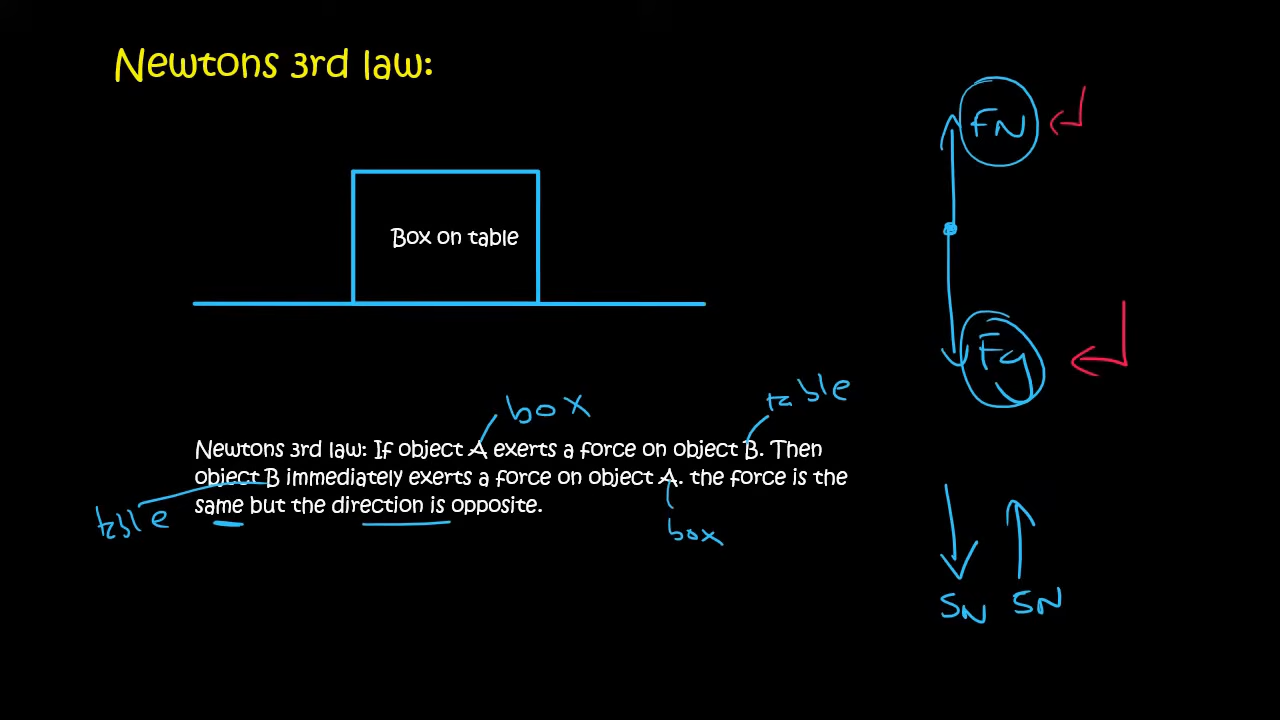 Newtons 3rd law:
FN
Box on table
Fg
box
table
Newtons 3rd law: If object A exerts a force on object B. Then
object B immediately exerts a force on object A. the force is the
same but the direction is opposite.
table
box
5N 5N